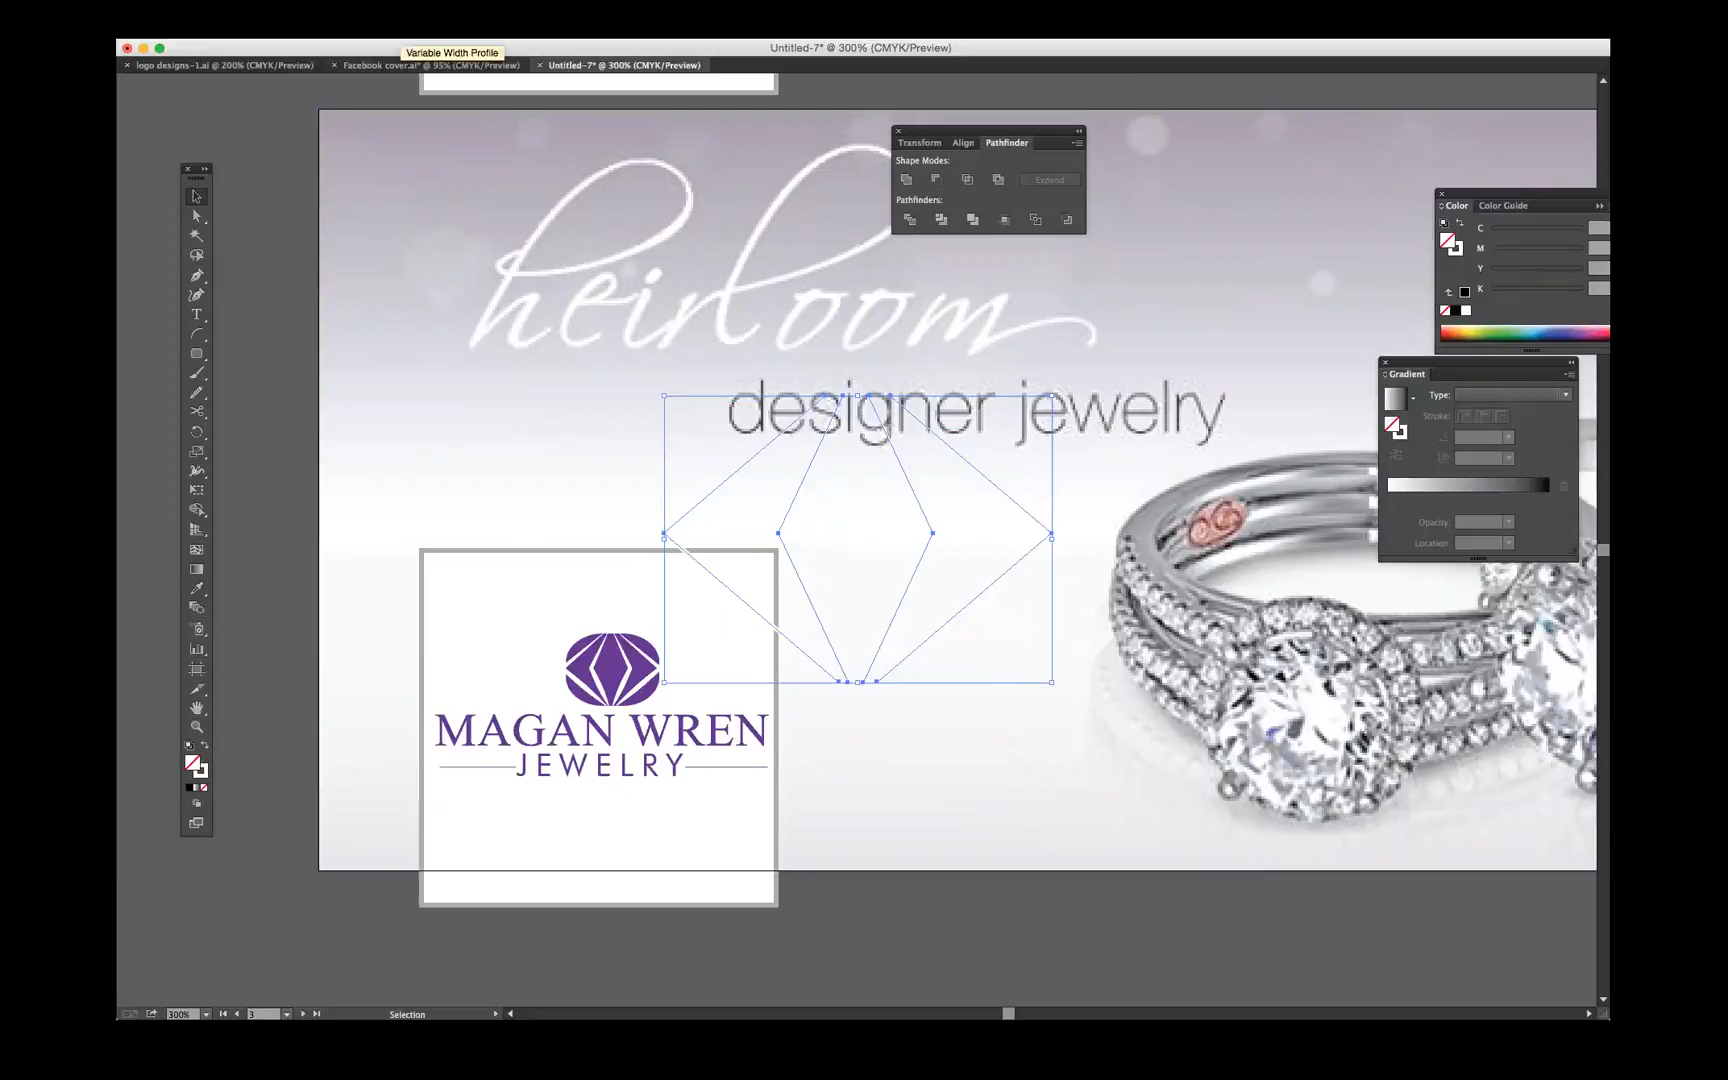 Untitled-7* @ 300% (CMYK/Preview)
Variable Width Profile
logo designs-1.ai @ 200% (CMYK/Preview)
Facebook cover.ai* @ 95% (CMYK/Preview)
Untitled-7* @ 300% (CMYK/Preview)
Transform Align Pathfinder
Shape Modes:
Expand
Pathfinders:
heirloom
designer jewelry
Color Color Guide
C
M
Y
K
Gradient
Type:
Stroke:
Opacity:
Location:
MAGAN WREN
JEWELRY
300% 3 Selection